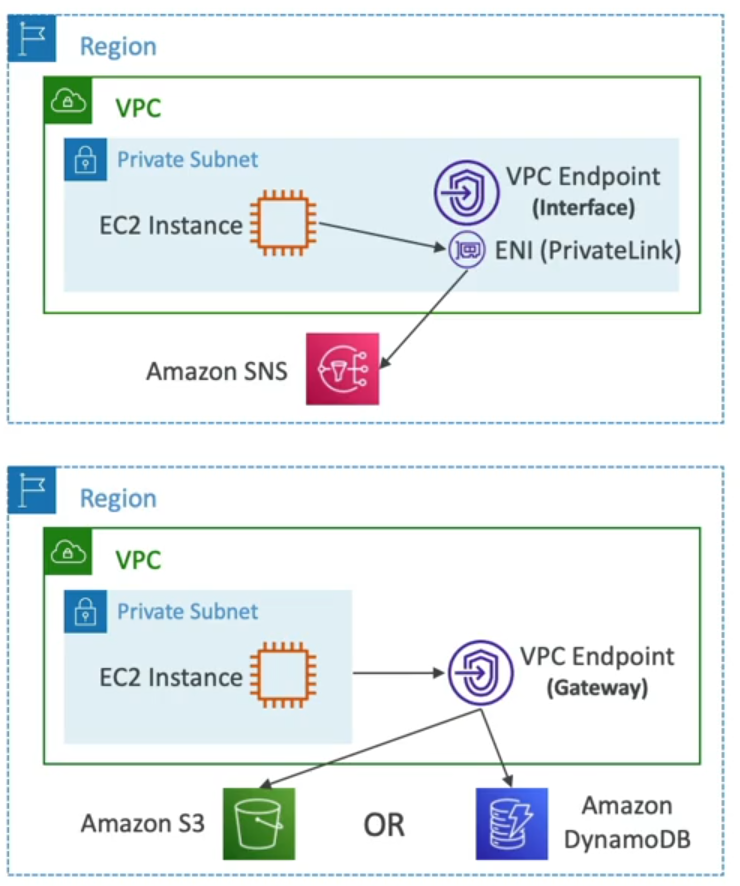 Region
VPC
Private Subnet
EC2 Instance
VPC Endpoint
(Interface)
ENI (PrivateLink)
Amazon SNS
Region
VPC
Private Subnet
EC2 Instance
VPC Endpoint
(Gateway)
Amazon S3
OR
Amazon
DynamoDB